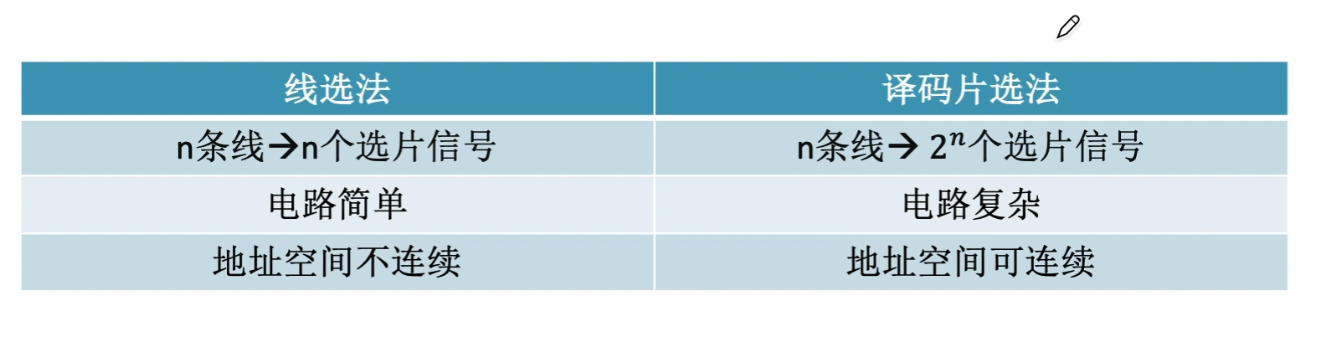 线选法 译码片选法
n条线→n个选片信号 n条线→ 2ⁿ个选片信号
电路简单 电路复杂
地址空间不连续 地址空间可连续